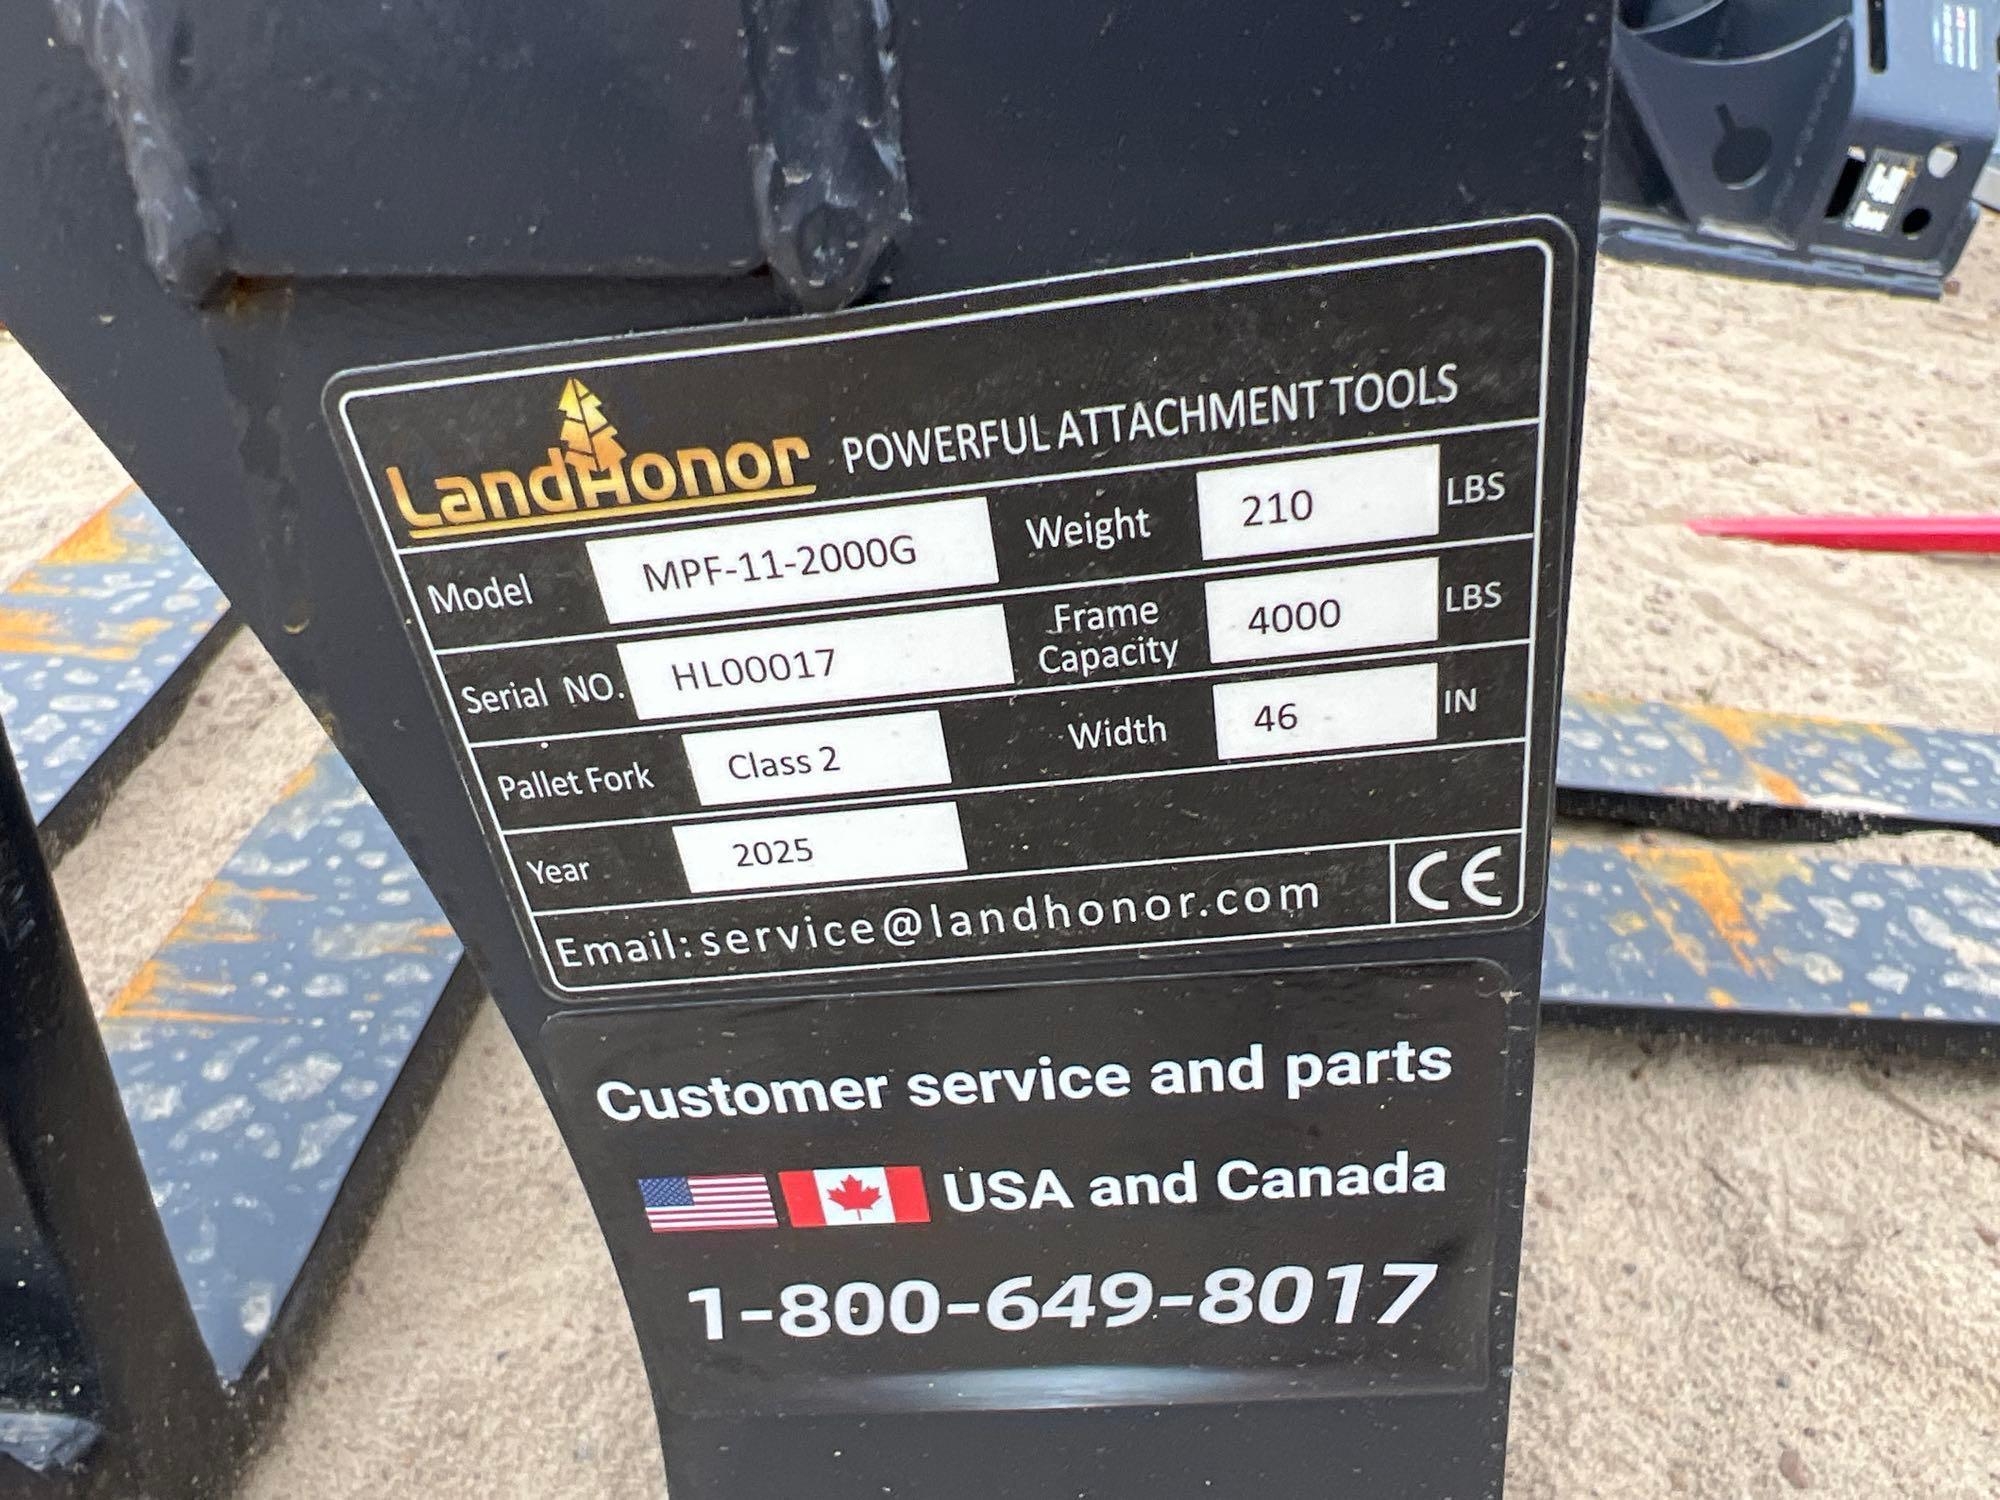 LandHonor POWERFUL ATTACHMENT TOOLS
Model MPF-11-2000G Weight 210 LBS
Serial NO. HL00017 Frame Capacity 4000 LBS
Pallet Fork Class 2 Width 46 IN
Year 2025
Email: service@landhonor.com CE
Customer service and parts
USA and Canada
1-800-649-8017